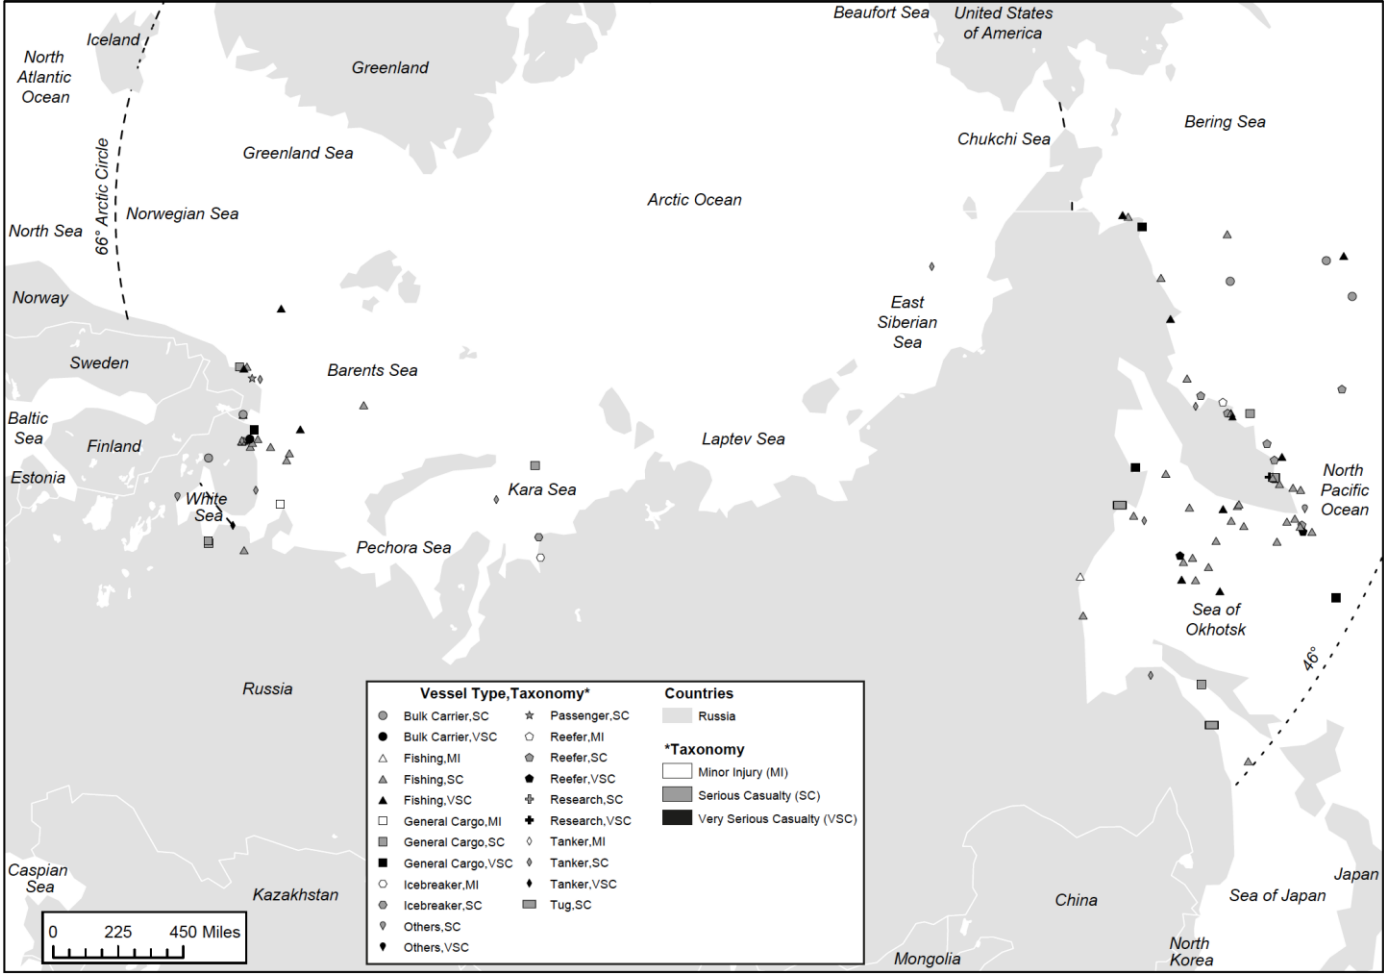 Beaufort Sea
United States
of America
Iceland
North
Atlantic
Ocean
Greenland
Bering Sea
Chukchi Sea
Greenland Sea
66° Arctic Circle
Arctic Ocean
Norwegian Sea
North Sea
Norway
East
Siberian
Sea
Sweden
Barents Sea
Baltic
Sea
Finland
Laptev Sea
Estonia
White
Sea
Kara Sea
North
Pacific
Ocean
Pechora Sea
Sea of
Okhotsk
46°
Russia
Vessel Type,Taxonomy*
Bulk Carrier,SC
Bulk Carrier,VSC
Fishing,MI
Fishing,SC
Fishing,VSC
General Cargo,MI
General Cargo,SC
General Cargo,VSC
Icebreaker,MI
Icebreaker,SC
Others,SC
Others,VSC
Passenger,SC
Reefer,MI
Reefer,SC
Reefer,VSC
Research,SC
Research,VSC
Tanker,MI
Tanker,SC
Tanker,VSC
Tug,SC
Countries
Russia
*Taxonomy
Minor Injury (MI)
Serious Casualty (SC)
Very Serious Casualty (VSC)
Caspian
Sea
Kazakhstan
China
Japan
Sea of Japan
North
Korea
Mongolia
0 225 450 Miles